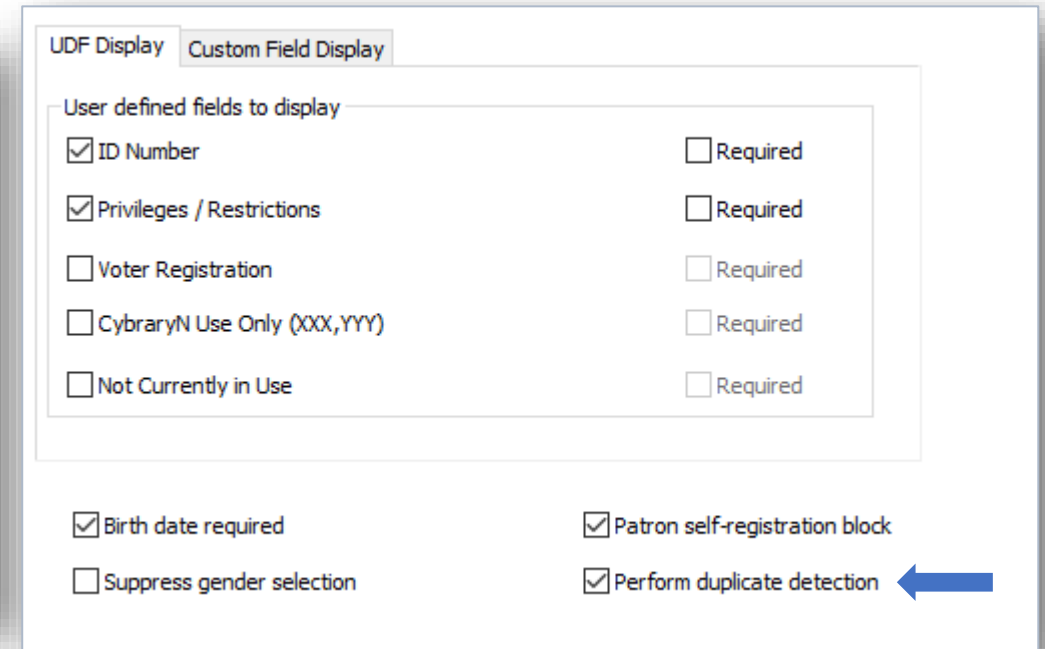 UDF Display Custom Field Display
User defined fields to display
ID Number Required
Privileges / Restrictions Required
Voter Registration Required
CybraryN Use Only (XXX,YYY) Required
Not Currently in Use Required
Birth date required Patron self-registration block
Suppress gender selection Perform duplicate detection